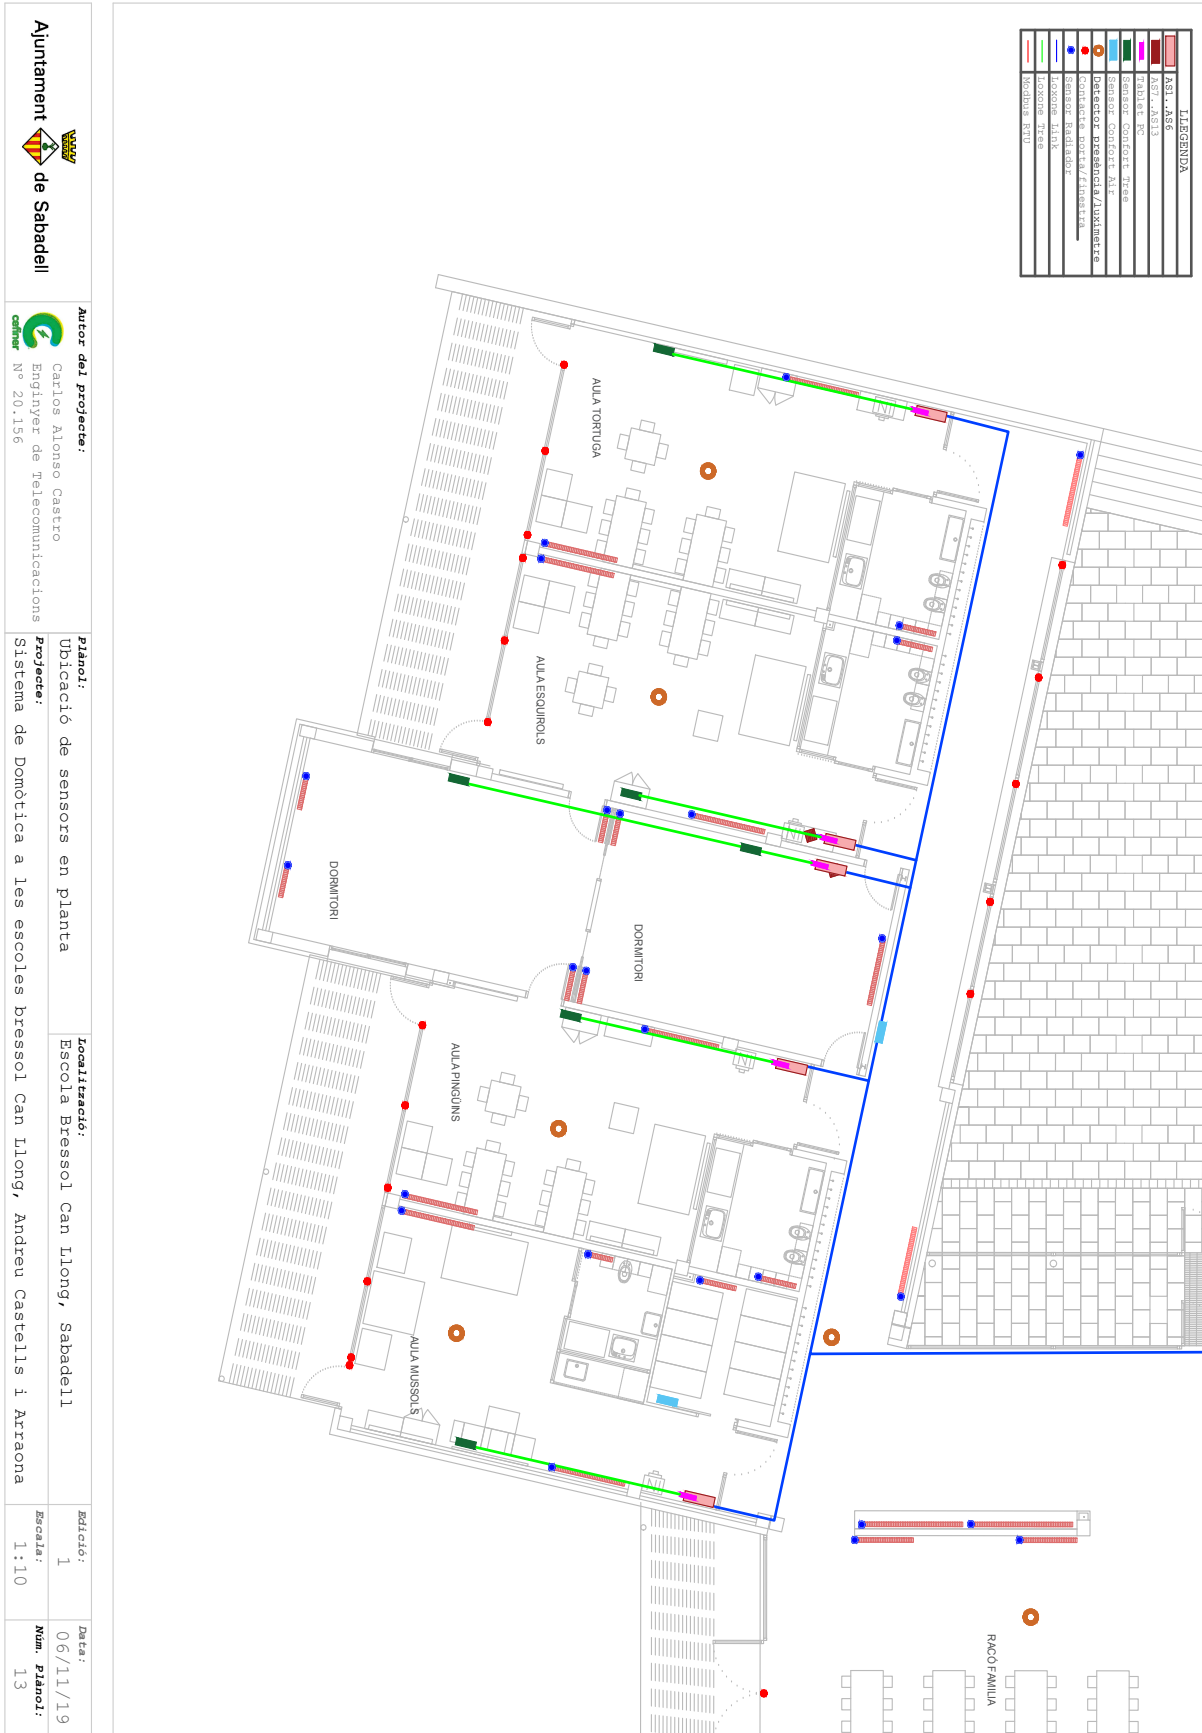 LLEGENDA
AS1..AS6
AS7..AS13
Tablet PC
Sensor Confort Tree
Sensor Confort Air
Detector presència/luxímetre
Contacte porta/finestra
Sensor Radiador
Loxone Link
Loxone Tree
Modbus RTU
AULA TORTUGA
AULA ESQUIROLS
DORMITORI
DORMITORI
AULA PINGÜINS
AULA MUSSOLS
RACÓ FAMILIA
Ajuntament de Sabadell
Autor del projecte:
cefiner
Carlos Alonso Castro
Enginyer de Telecomunicacions
Nº 20.156
Plànol:
Ubicació de sensors en planta
Localització:
Escola Bressol Can Llong, Sabadell
Edició:
1
Data:
06/11/19
Projecte:
Sistema de Domòtica a les escoles bressol Can Llong, Andreu Castells i Arraona
Escala:
1:10
Núm. Plànol:
13